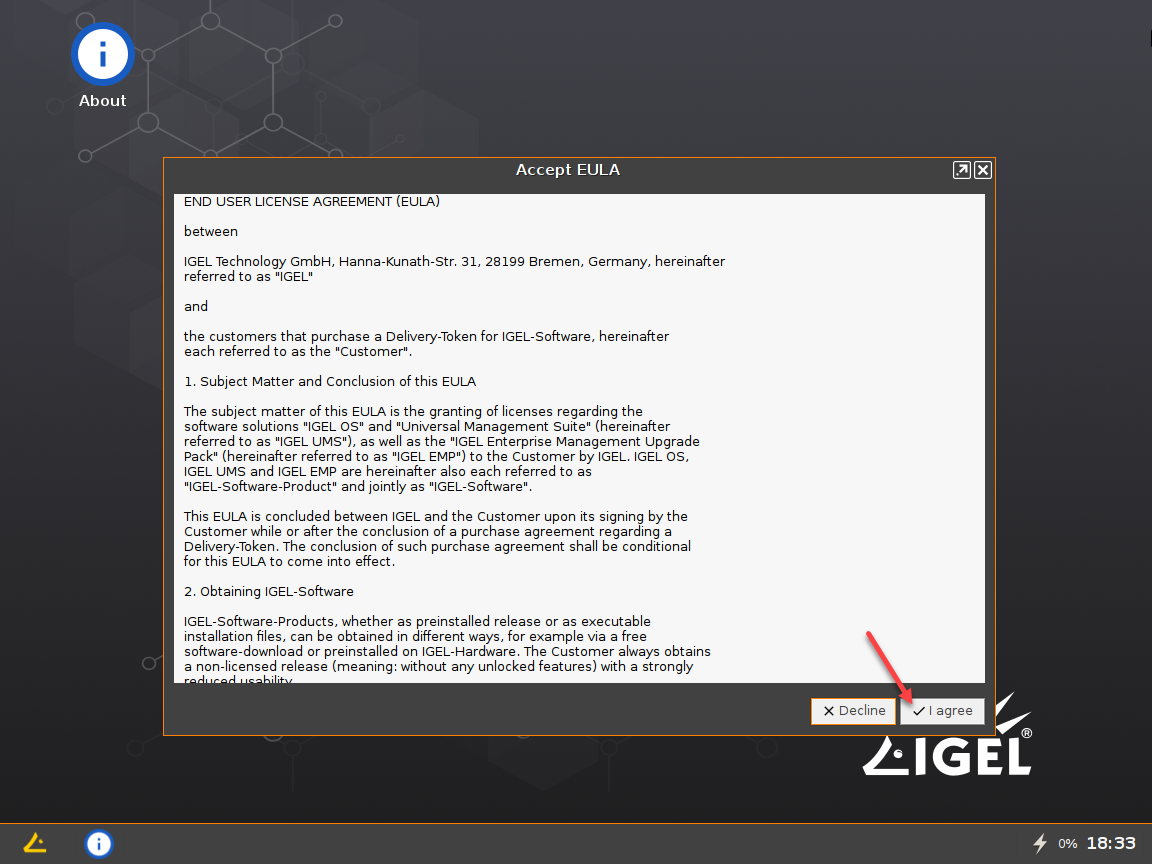 About
Accept EULA
END USER LICENSE AGREEMENT (EULA)
between
IGEL Technology GmbH, Hanna-Kunath-Str. 31, 28199 Bremen, Germany, hereinafter
referred to as "IGEL"
and
the customers that purchase a Delivery-Token for IGEL-Software, hereinafter
each referred to as the "Customer".
1. Subject Matter and Conclusion of this EULA
The subject matter of this EULA is the granting of licenses regarding the
software solutions "IGEL OS" and "Universal Management Suite" (hereinafter
referred to as "IGEL UMS"), as well as the "IGEL Enterprise Management Upgrade
Pack" (hereinafter referred to as "IGEL EMP") to the Customer by IGEL. IGEL OS,
IGEL UMS and IGEL EMP are hereinafter also each referred to as
"IGEL-Software-Product" and jointly as "IGEL-Software".
This EULA is concluded between IGEL and the Customer upon its signing by the
Customer while or after the conclusion of a purchase agreement regarding a
Delivery-Token. The conclusion of such purchase agreement shall be conditional
for this EULA to come into effect.
2. Obtaining IGEL-Software
IGEL-Software-Products, whether as preinstalled release or as executable
installation files, can be obtained in different ways, for example via a free
software-download or preinstalled on IGEL-Hardware. The Customer always obtains
a non-licensed release (meaning: without any unlocked features) with a strongly
reduced usability.
Decline
I agree
IGEL®
0%
18:33